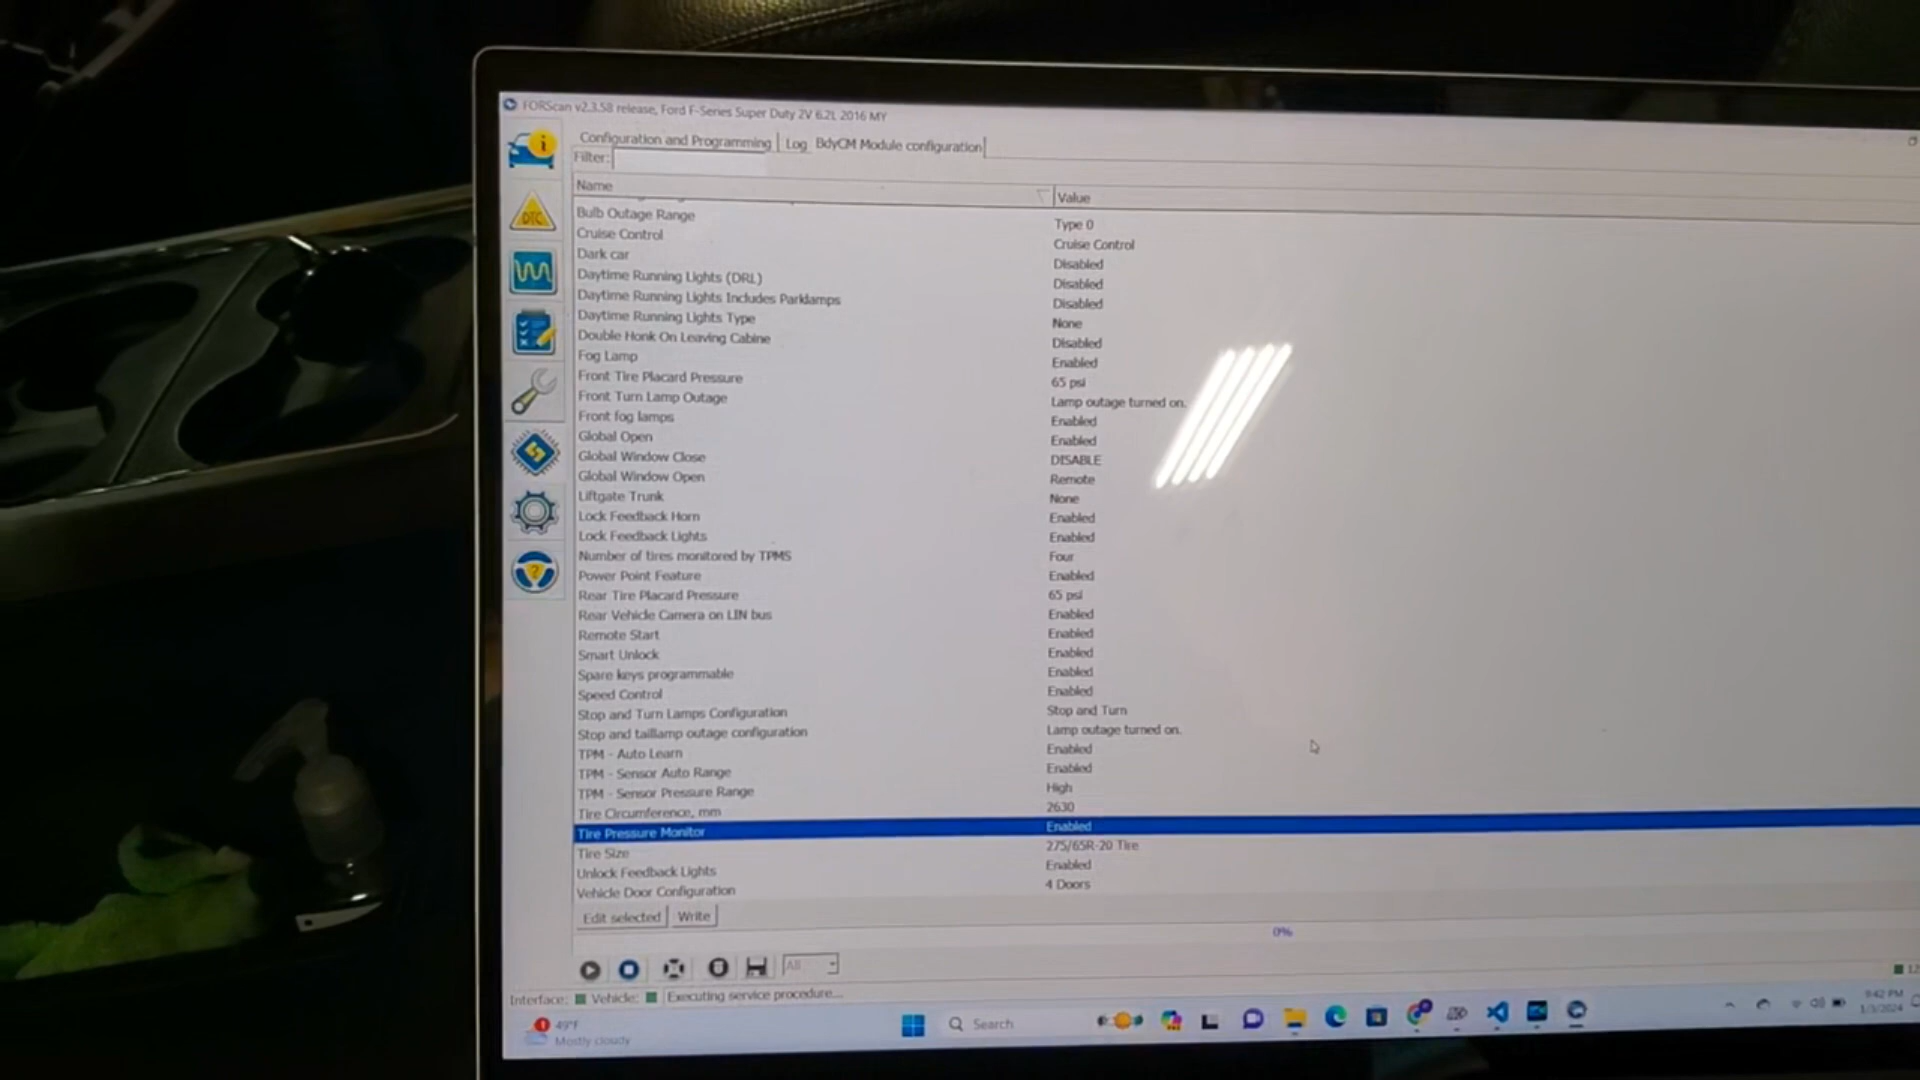 FORScan v2.3.58 release, Ford F-Series Super Duty 2V 6.2L 2016 MY
Configuration and Programming Log BdyCM Module configuration
Filter:
Name Value
Bulb Outage Range Type 0
Cruise Control Cruise Control
Dark car Disabled
Daytime Running Lights (DRL) Disabled
Daytime Running Lights Includes Parklamps Disabled
Daytime Running Lights Type None
Double Honk On Leaving Cabine Disabled
Fog Lamp Enabled
Front Tire Placard Pressure 65 psi
Front Turn Lamp Outage Lamp outage turned on.
Front fog lamps Enabled
Global Open Enabled
Global Window Close DISABLE
Global Window Open Remote
Liftgate Trunk None
Lock Feedback Horn Enabled
Lock Feedback Lights Enabled
Number of tires monitored by TPMS Four
Power Point Feature Enabled
Rear Tire Placard Pressure 65 psi
Rear Vehicle Camera on LIN bus Enabled
Remote Start Enabled
Smart Unlock Enabled
Spare keys programmable Enabled
Speed Control Enabled
Stop and Turn Lamps Configuration Stop and Turn
Stop and taillamp outage configuration Lamp outage turned on.
TPM - Auto Learn Enabled
TPM - Sensor Auto Range Enabled
TPM - Sensor Pressure Range High
Tire Circumference, mm 2630
Tire Pressure Monitor Enabled
Tire Size 275/65R-20 Tire
Unlock Feedback Lights Enabled
Vehicle Door Configuration 4 Doors
Edit selected Write
0%
All
Interface: Vehicle: Executing service procedure...
DTC
1 49°F
Mostly cloudy
Search
9:42 PM